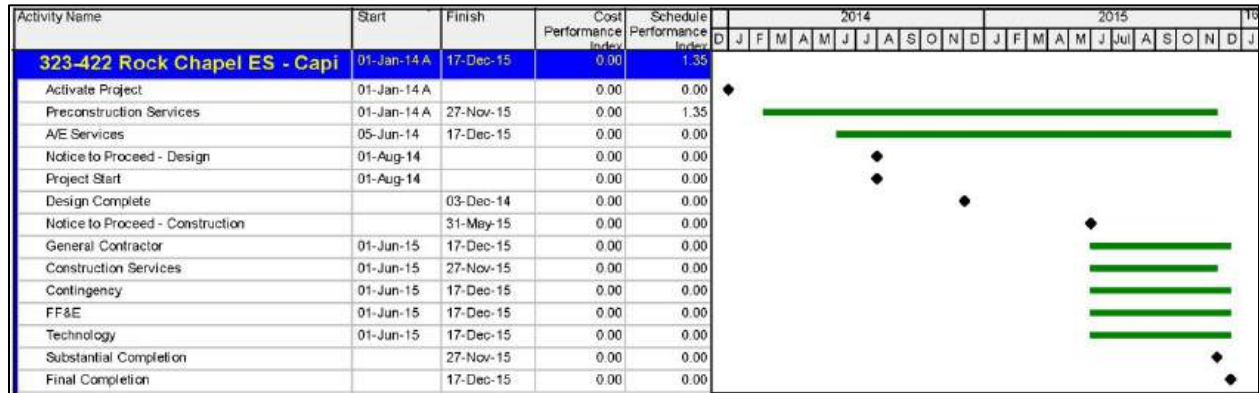 Activity Name Start Finish Cost Performance Index Schedule Performance Index 2014 2015 16
D J F M A M J J A S O N D J F M A M J Jul A S O N D J
323-422 Rock Chapel ES - Capi 01-Jan-14 A 17-Dec-15 0.00 1.35
Activate Project 01-Jan-14 A 0.00 0.00
Preconstruction Services 01-Jan-14 A 27-Nov-15 0.00 1.35
A/E Services 05-Jun-14 17-Dec-15 0.00 0.00
Notice to Proceed - Design 01-Aug-14 0.00 0.00
Project Start 01-Aug-14 0.00 0.00
Design Complete 03-Dec-14 0.00 0.00
Notice to Proceed - Construction 31-May-15 0.00 0.00
General Contractor 01-Jun-15 17-Dec-15 0.00 0.00
Construction Services 01-Jun-15 27-Nov-15 0.00 0.00
Contingency 01-Jun-15 17-Dec-15 0.00 0.00
FF&E 01-Jun-15 17-Dec-15 0.00 0.00
Technology 01-Jun-15 17-Dec-15 0.00 0.00
Substantial Completion 27-Nov-15 0.00 0.00
Final Completion 17-Dec-15 0.00 0.00